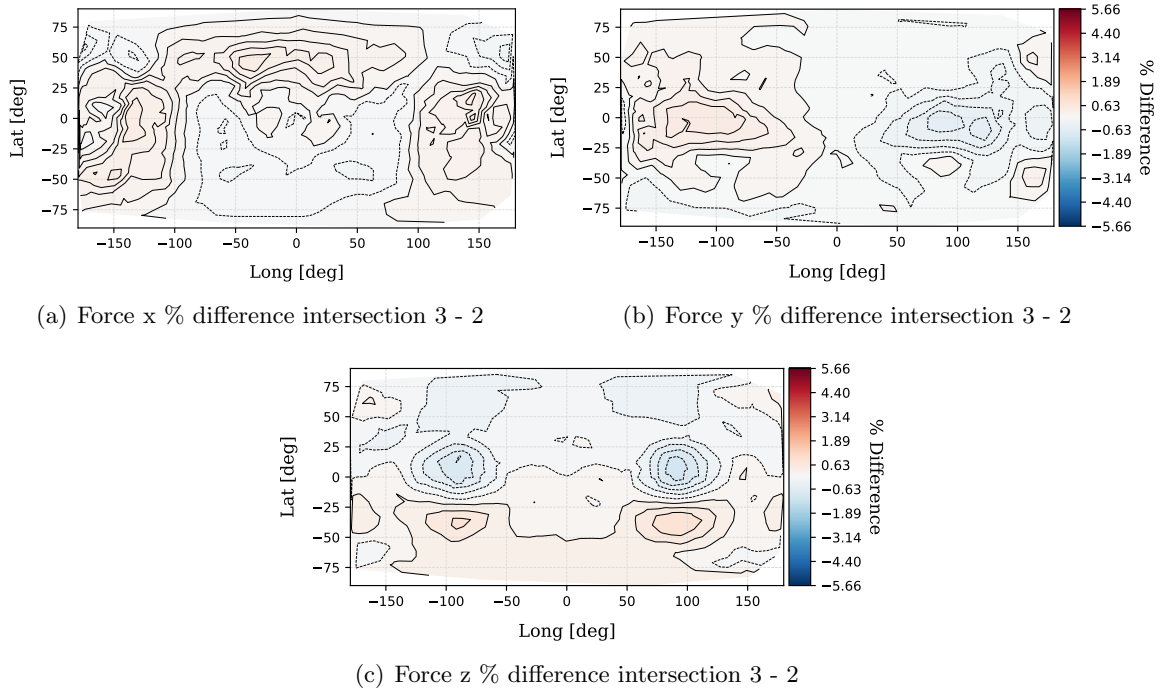 75
50
25
0
−25
−50
−75
Lat [deg]
−150 −100 −50 0 50 100 150
Long [deg]
(a) Force x % difference intersection 3 - 2
75
50
25
0
−25
−50
−75
Lat [deg]
−150 −100 −50 0 50 100 150
Long [deg]
5.66
4.40
3.14
1.89
0.63
−0.63
−1.89
−3.14
−4.40
−5.66
% Difference
(b) Force y % difference intersection 3 - 2
75
50
25
0
−25
−50
−75
Lat [deg]
−150 −100 −50 0 50 100 150
Long [deg]
5.66
4.40
3.14
1.89
0.63
−0.63
−1.89
−3.14
−4.40
−5.66
% Difference
(c) Force z % difference intersection 3 - 2